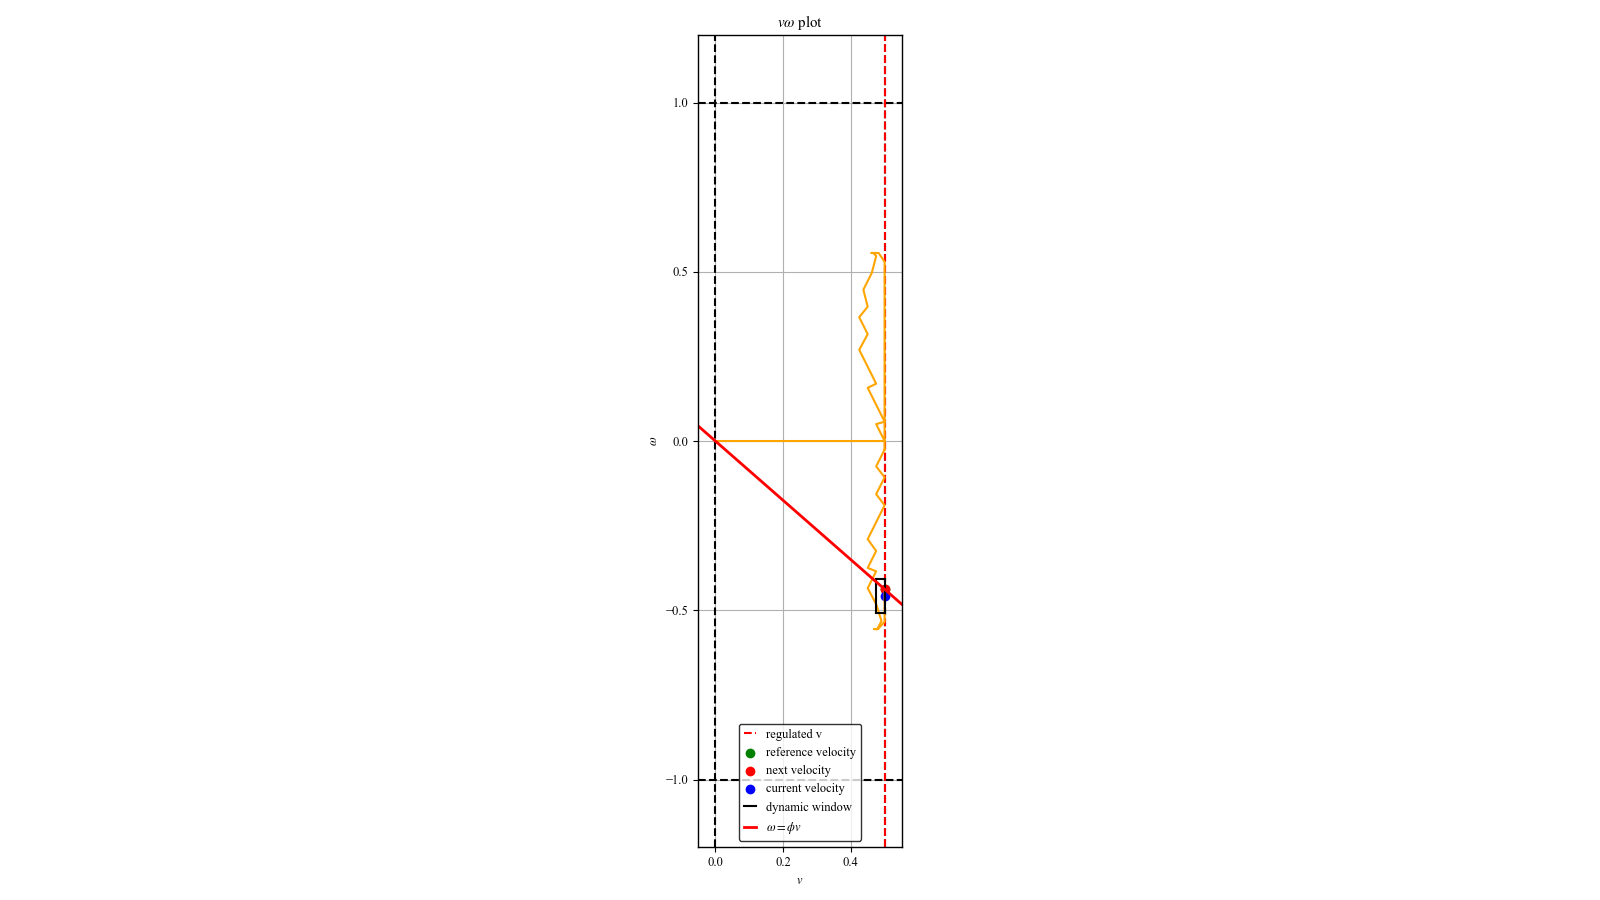 vω plot
1.0
0.5
0.0
−0.5
−1.0
ω
regulated v
reference velocity
next velocity
current velocity
dynamic window
ω = ϕv
0.0 0.2 0.4
v